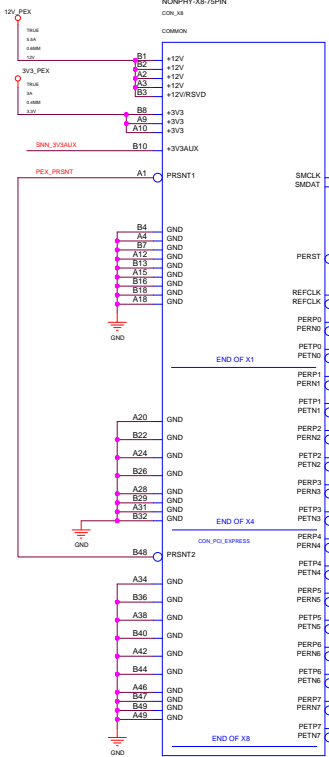 NONPHY-X8-75PIN
CON_X8
COMMON
12V_PEX
TRUE
5.5A
0.6MM
12V
3V3_PEX
TRUE
3A
0.4MM
3.3V
B1 +12V
B2 +12V
A2 +12V
A3 +12V
B3 +12V/RSVD
B8 +3V3
A9 +3V3
A10 +3V3
SNN_3V3AUX B10 +3V3AUX
PEX_PRSNT A1 PRSNT1
SMCLK
SMDAT
B4 GND
A4 GND
B7 GND
A12 GND
B13 GND
A15 GND
B16 GND
B18 GND
A18 GND
GND
PERST
REFCLK
REFCLK
PERP0
PERN0
PETP0
PETN0
END OF X1
PERP1
PERN1
PETP1
PETN1
A20 GND
B22 GND
A24 GND
B26 GND
A28 GND
B29 GND
A31 GND
B32 GND
GND
PERP2
PERN2
PETP2
PETN2
PERP3
PERN3
PETP3
PETN3
END OF X4
CON_PCI_EXPRESS
B48 PRSNT2
PERP4
PERN4
PETP4
PETN4
A34 GND
B36 GND
A38 GND
B40 GND
A42 GND
B44 GND
A46 GND
B47 GND
B49 GND
A49 GND
GND
PERP5
PERN5
PETP5
PETN5
PERP6
PERN6
PETP6
PETN6
PERP7
PERN7
PETP7
PETN7
END OF X8